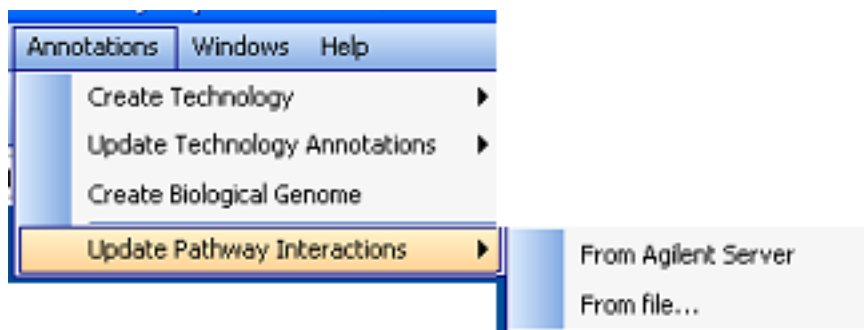 Annotations Windows Help
Create Technology
Update Technology Annotations
Create Biological Genome
Update Pathway Interactions
From Agilent Server
From file...